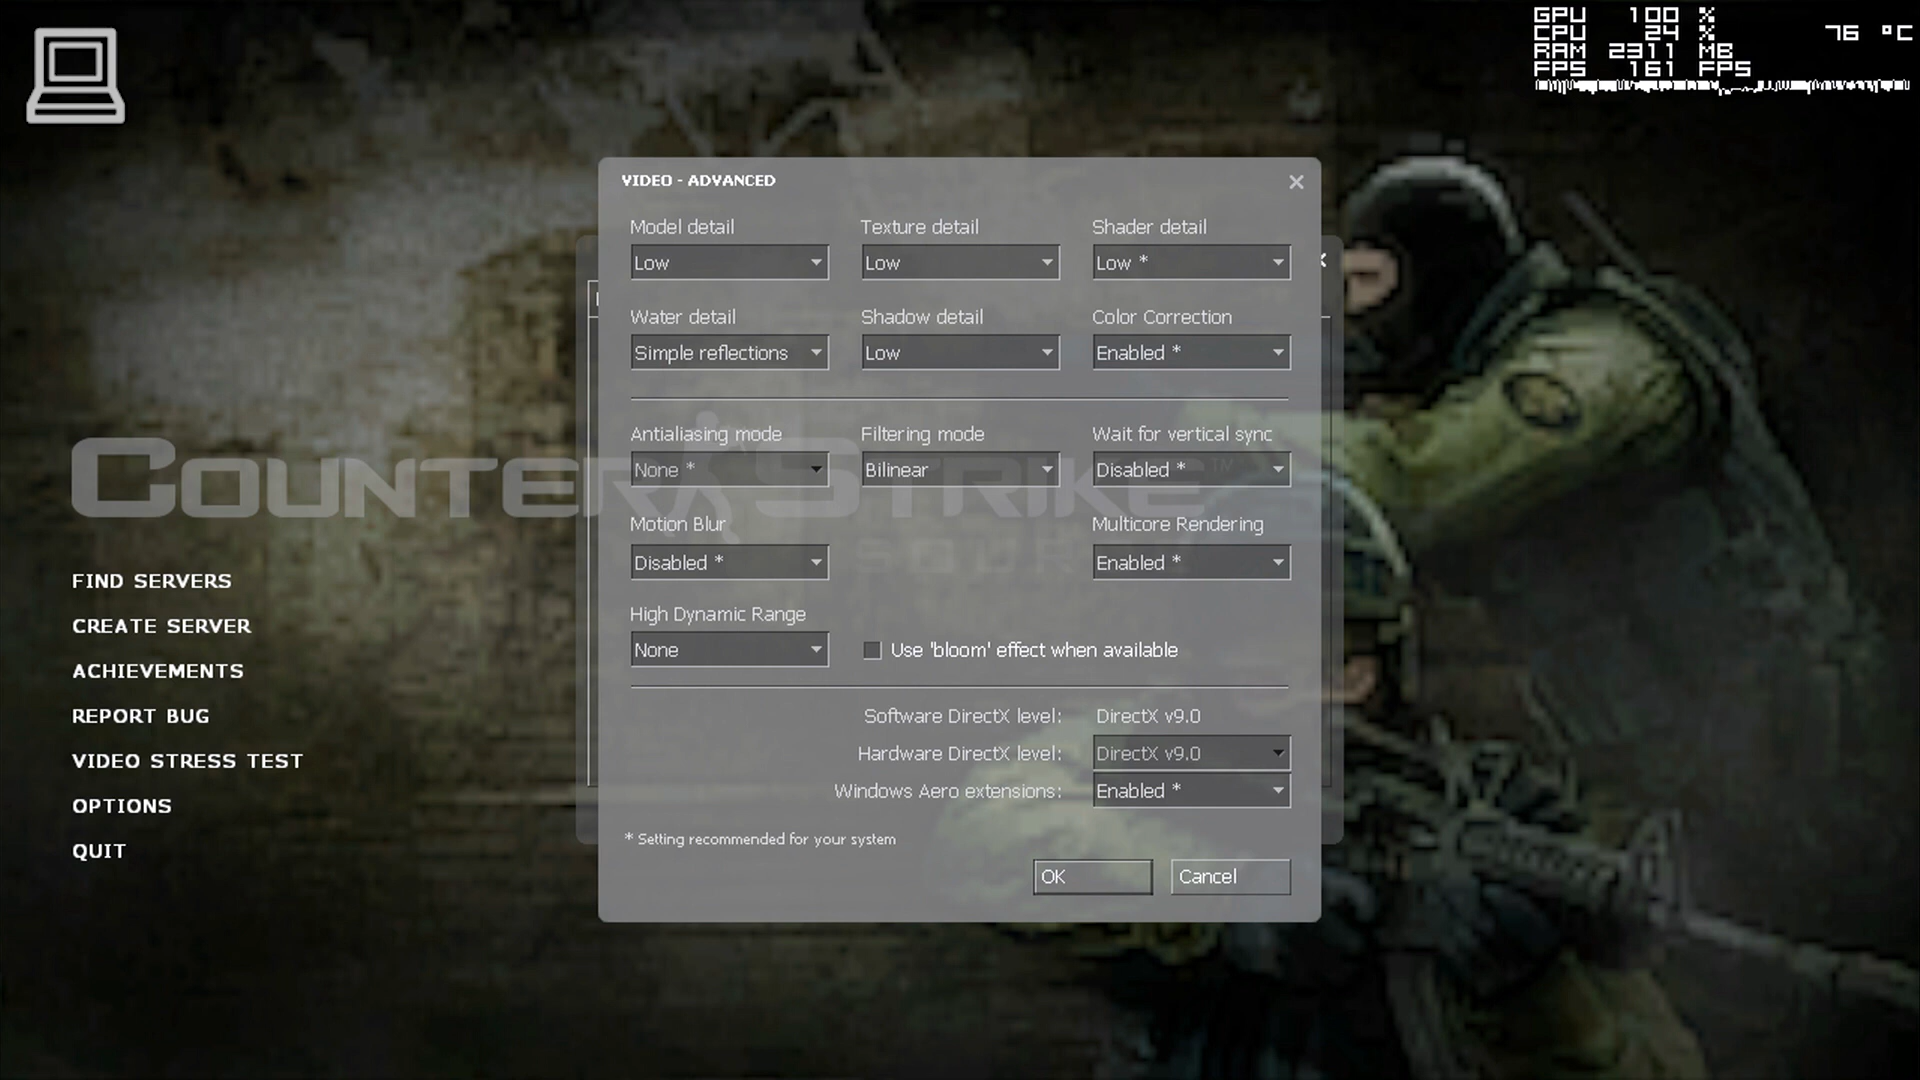 GPU 100 %
CPU 24 % 76 °C
RAM 2311 MB
FPS 161 FPS
VIDEO - ADVANCED
Model detail Texture detail Shader detail
Low Low Low *
Water detail Shadow detail Color Correction
Simple reflections Low Enabled *
Antialiasing mode Filtering mode Wait for vertical sync
None * Bilinear Disabled *
COUNTER STRIKE™
Motion Blur Multicore Rendering
Disabled * Enabled *
High Dynamic Range
None Use 'bloom' effect when available
Software DirectX level: DirectX v9.0
Hardware DirectX level: DirectX v9.0
Windows Aero extensions: Enabled *
* Setting recommended for your system
OK Cancel
FIND SERVERS
CREATE SERVER
ACHIEVEMENTS
REPORT BUG
VIDEO STRESS TEST
OPTIONS
QUIT